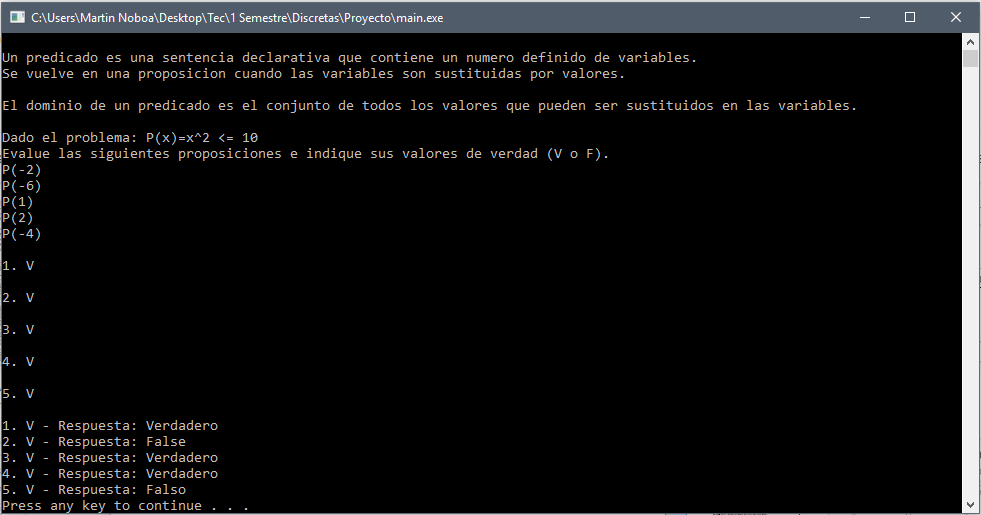 C:\Users\Martin Noboa\Desktop\Tec\1 Semestre\Discretas\Proyecto\main.exe
Un predicado es una sentencia declarativa que contiene un numero definido de variables.
Se vuelve en una proposicion cuando las variables son sustituidas por valores.
El dominio de un predicado es el conjunto de todos los valores que pueden ser sustituidos en las variables.
Dado el problema: P(x)=x^2 <= 10
Evalue las siguientes proposiciones e indique sus valores de verdad (V o F).
P(-2)
P(-6)
P(1)
P(2)
P(-4)
1. V
2. V
3. V
4. V
5. V
1. V - Respuesta: Verdadero
2. V - Respuesta: False
3. V - Respuesta: Verdadero
4. V - Respuesta: Verdadero
5. V - Respuesta: Falso
Press any key to continue . . .